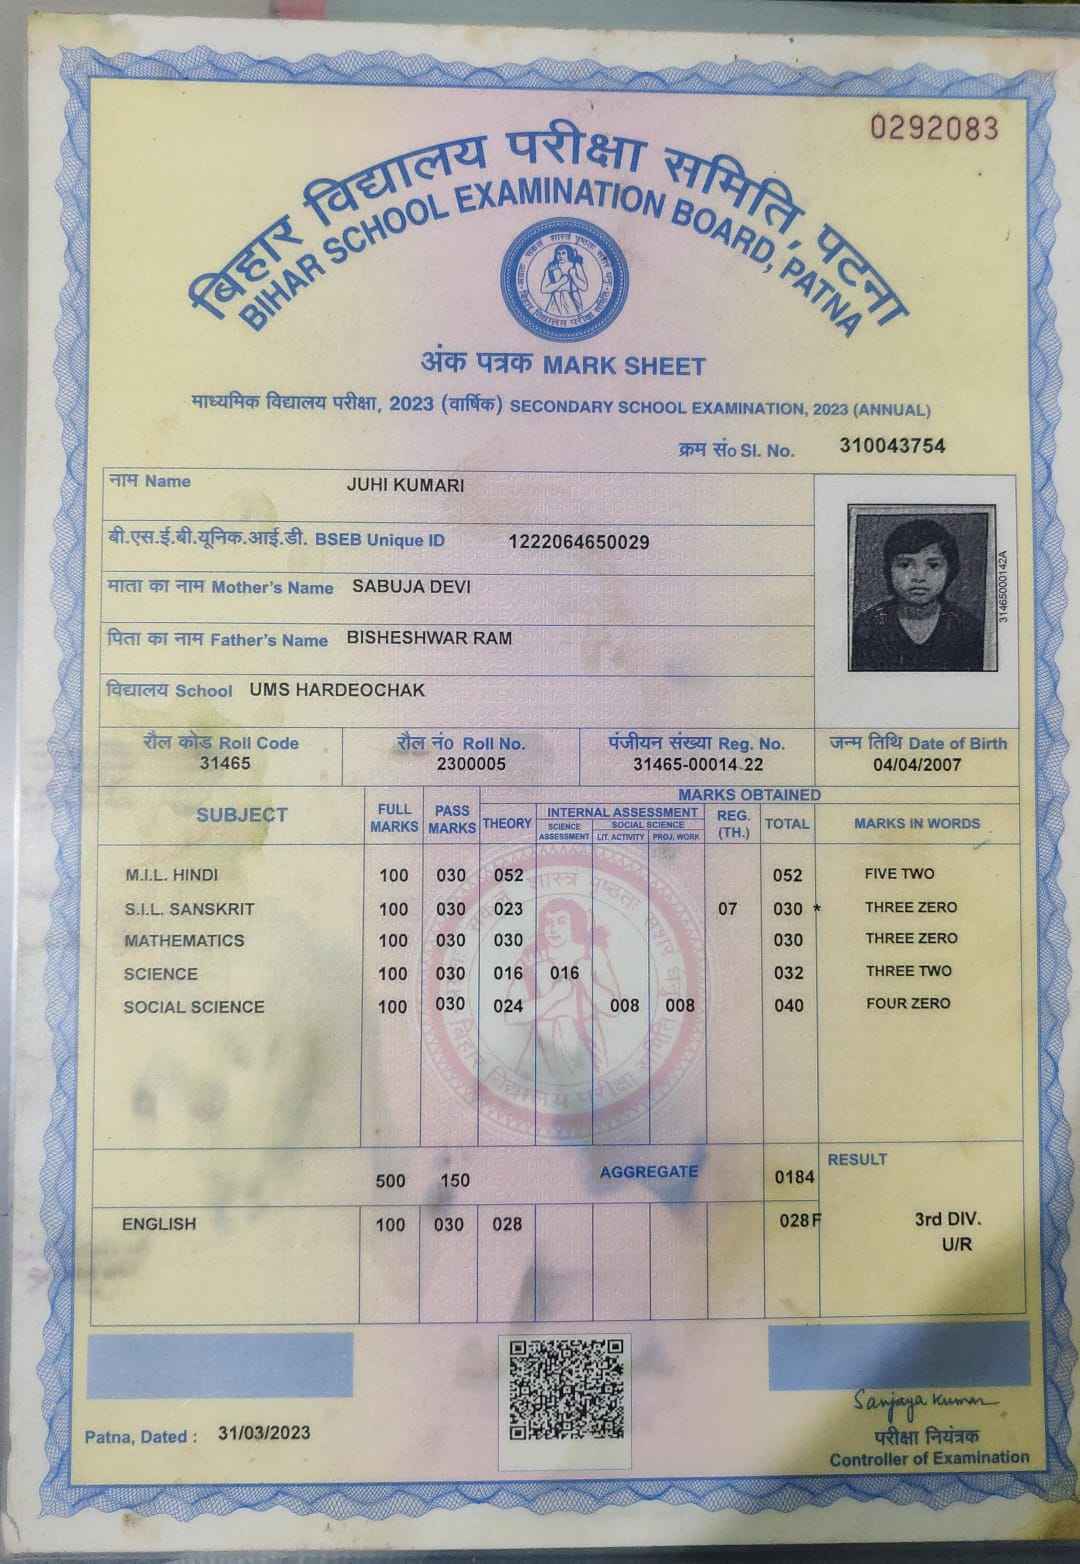 0292083
बिहार विद्यालय परीक्षा समिति, पटना
BIHAR SCHOOL EXAMINATION BOARD, PATNA
अंक पत्रक MARK SHEET
माध्यमिक विद्यालय परीक्षा, 2023 (वार्षिक) SECONDARY SCHOOL EXAMINATION, 2023 (ANNUAL)
क्रम सं० Sl. No. 310043754
नाम Name JUHI KUMARI
बी.एस.ई.बी.यूनिक.आई.डी. BSEB Unique ID 1222064650029
माता का नाम Mother's Name SABUJA DEVI
पिता का नाम Father's Name BISHESHWAR RAM
विद्यालय School UMS HARDEOCHAK
31465000142A
रौल कोड Roll Code रौल नं० Roll No. पंजीयन संख्या Reg. No. जन्म तिथि Date of Birth
31465 2300005 31465-00014 22 04/04/2007
SUBJECT FULL MARKS PASS MARKS MARKS OBTAINED
THEORY INTERNAL ASSESSMENT REG. (TH.) TOTAL MARKS IN WORDS
SCIENCE ASSESSMENT SOCIAL SCIENCE
LIT. ACTIVITY PROJ. WORK
M.I.L. HINDI 100 030 052 052 FIVE TWO
S.I.L. SANSKRIT 100 030 023 07 030 * THREE ZERO
MATHEMATICS 100 030 030 030 THREE ZERO
SCIENCE 100 030 016 016 032 THREE TWO
SOCIAL SCIENCE 100 030 024 008 008 040 FOUR ZERO
500 150 AGGREGATE 0184 RESULT
ENGLISH 100 030 028 028F 3rd DIV.
U/R
Sanjaya Kumar
Patna, Dated : 31/03/2023
परीक्षा नियंत्रक
Controller of Examination